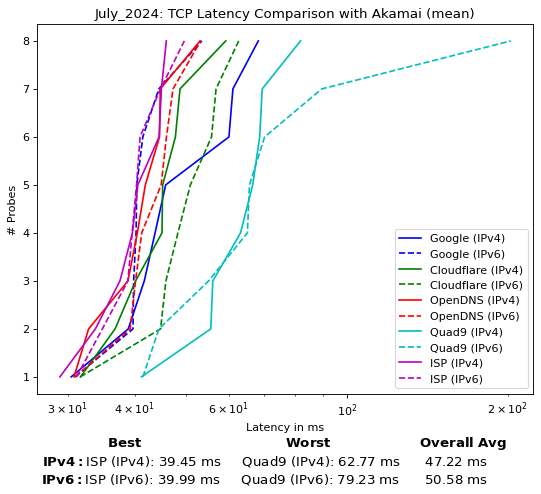 July_2024: TCP Latency Comparison with Akamai (mean)
8
7
6
5
4
3
2
1
# Probes
Google (IPv4)
Google (IPv6)
Cloudflare (IPv4)
Cloudflare (IPv6)
OpenDNS (IPv4)
OpenDNS (IPv6)
Quad9 (IPv4)
Quad9 (IPv6)
ISP (IPv4)
ISP (IPv6)
3 × 10¹ 4 × 10¹ 6 × 10¹ 10² 2 × 10²
Latency in ms
Best Worst Overall Avg
IPv4: ISP (IPv4): 39.45 ms Quad9 (IPv4): 62.77 ms 47.22 ms
IPv6: ISP (IPv6): 39.99 ms Quad9 (IPv6): 79.23 ms 50.58 ms